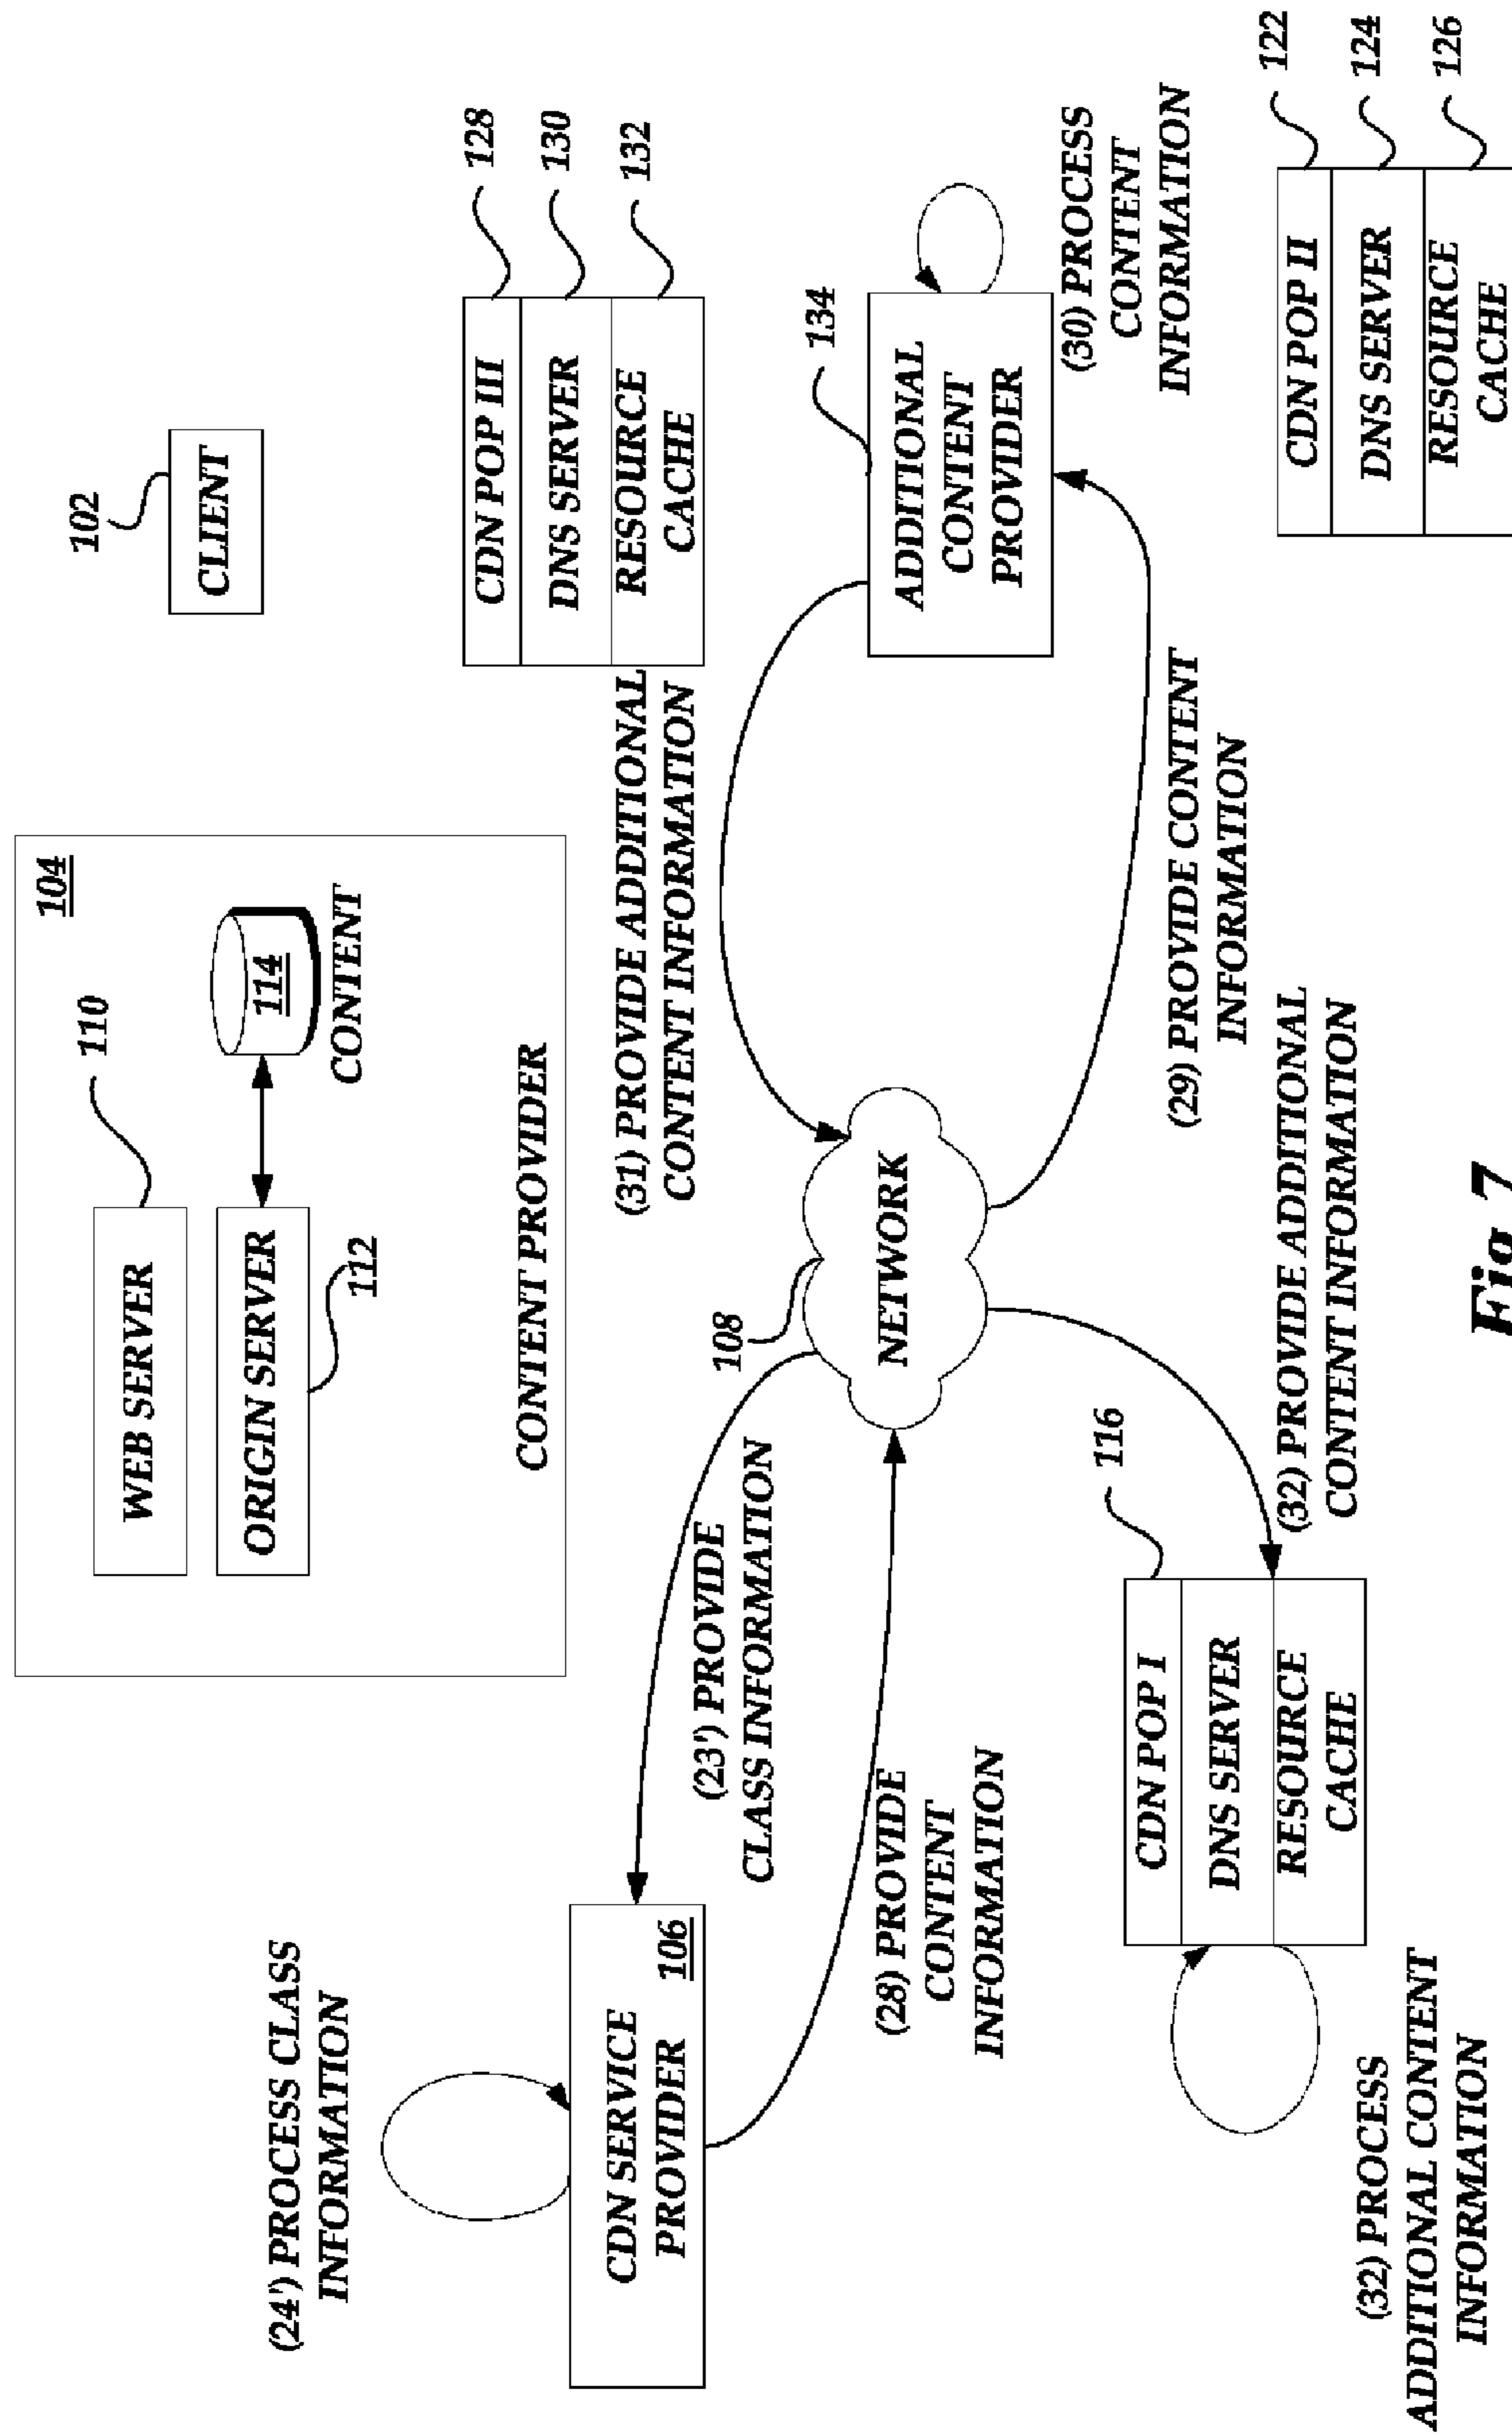 102
CLIENT
104
WEB SERVER
110
ORIGIN SERVER
112
114
CONTENT
CONTENT PROVIDER
(24') PROCESS CLASS
INFORMATION
CDN SERVICE
PROVIDER
106
(23') PROVIDE
CLASS INFORMATION
(28) PROVIDE
CONTENT
INFORMATION
108
NETWORK
(31) PROVIDE ADDITIONAL
CONTENT INFORMATION
CDN POP III
DNS SERVER
RESOURCE
CACHE
128
130
132
134
ADDITIONAL
CONTENT
PROVIDER
(30) PROCESS
CONTENT
INFORMATION
(29) PROVIDE CONTENT
INFORMATION
116
CDN POP I
DNS SERVER
RESOURCE
CACHE
(32) PROVIDE ADDITIONAL
CONTENT INFORMATION
(32) PROCESS
ADDITIONAL CONTENT
INFORMATION
CDN POP II
DNS SERVER
RESOURCE
CACHE
122
124
126
Fig.7